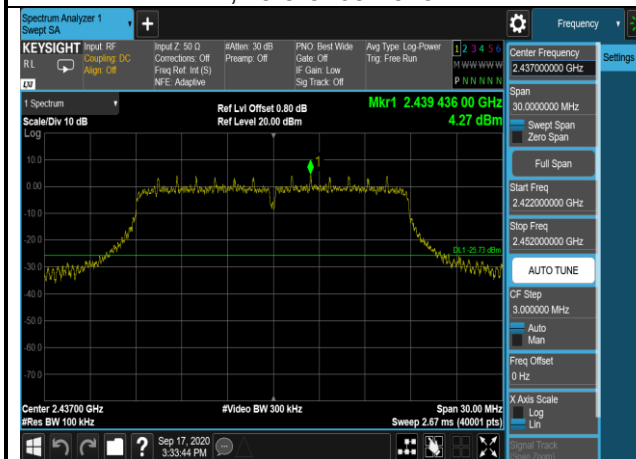 Spectrum Analyzer 1
Swept SA
+
Frequency
KEYSIGHT
RL
LXI
Input: RF
Coupling: DC
Align: Off
Input Z: 50 Ω
Corrections: Off
Freq Ref: Int (S)
NFE: Adaptive
#Atten: 30 dB
Preamp: Off
PNO: Best Wide
Gate: Off
IF Gain: Low
Sig Track: Off
Avg Type: Log-Power
Trig: Free Run
1 2 3 4 5 6
M W W W W W
P N N N N N
Center Frequency
2.437000000 GHz
Settings
Span
30.0000000 MHz
Swept Span
Zero Span
Full Span
Start Freq
2.422000000 GHz
Stop Freq
2.452000000 GHz
AUTO TUNE
CF Step
3.000000 MHz
Auto
Man
Freq Offset
0 Hz
X Axis Scale
Log
Lin
Signal Track
(Span Zoom)
1 Spectrum
Scale/Div 10 dB
Log
Ref Lvl Offset 0.80 dB
Ref Level 20.00 dBm
Mkr1 2.439 436 00 GHz
4.27 dBm
10.0
0.00
-10.0
-20.0
-30.0
-40.0
-50.0
-60.0
-70.0
1
DL1 -25.73 dBm
Center 2.43700 GHz
#Res BW 100 kHz
#Video BW 300 kHz
Span 30.00 MHz
Sweep 2.67 ms (40001 pts)
?
Sep 17, 2020
3:33:44 PM